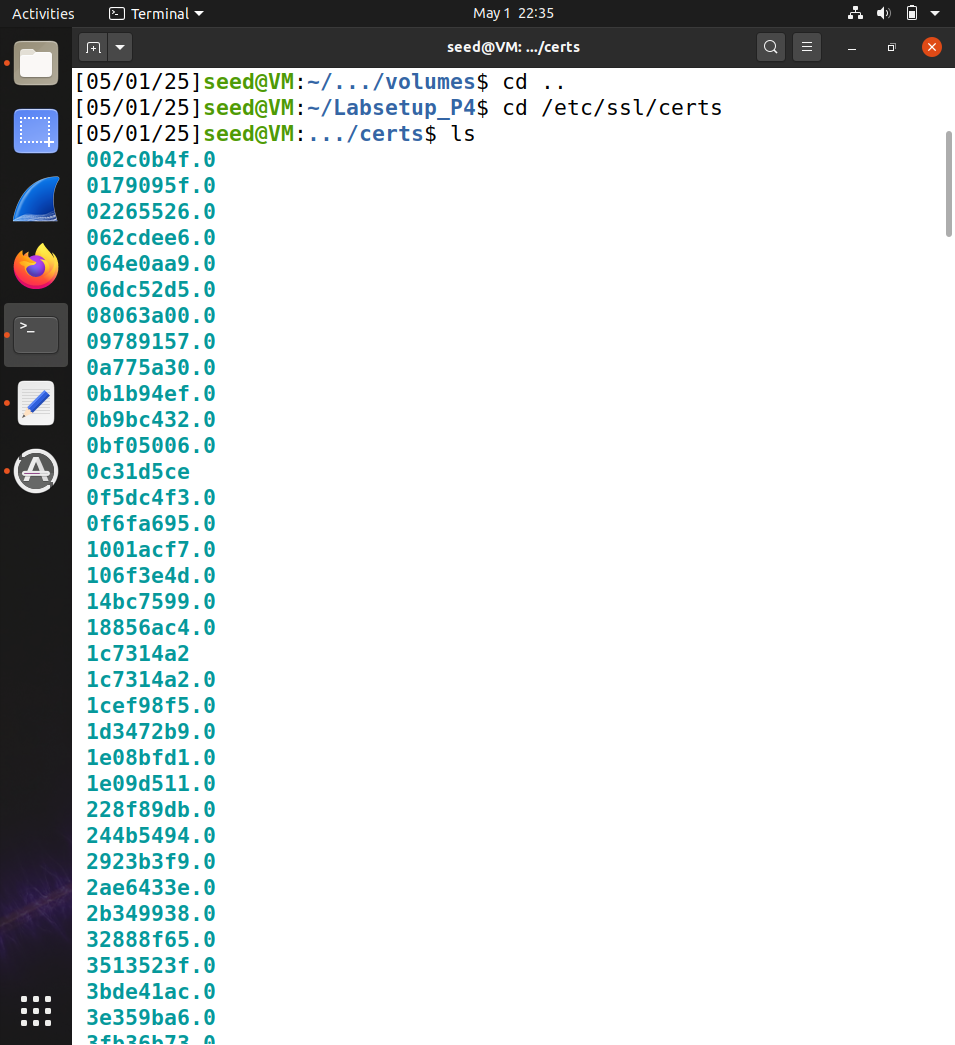 Activities
Terminal
May 1 22:35
seed@VM: .../certs
[05/01/25]seed@VM:~/.../volumes$ cd ..
[05/01/25]seed@VM:~/Labsetup_P4$ cd /etc/ssl/certs
[05/01/25]seed@VM:.../certs$ ls
002c0b4f.0
0179095f.0
02265526.0
062cdee6.0
064e0aa9.0
06dc52d5.0
08063a00.0
09789157.0
0a775a30.0
0b1b94ef.0
0b9bc432.0
0bf05006.0
0c31d5ce
0f5dc4f3.0
0f6fa695.0
1001acf7.0
106f3e4d.0
14bc7599.0
18856ac4.0
1c7314a2
1c7314a2.0
1cef98f5.0
1d3472b9.0
1e08bfd1.0
1e09d511.0
228f89db.0
244b5494.0
2923b3f9.0
2ae6433e.0
2b349938.0
32888f65.0
3513523f.0
3bde41ac.0
3e359ba6.0
3fb36b73.0